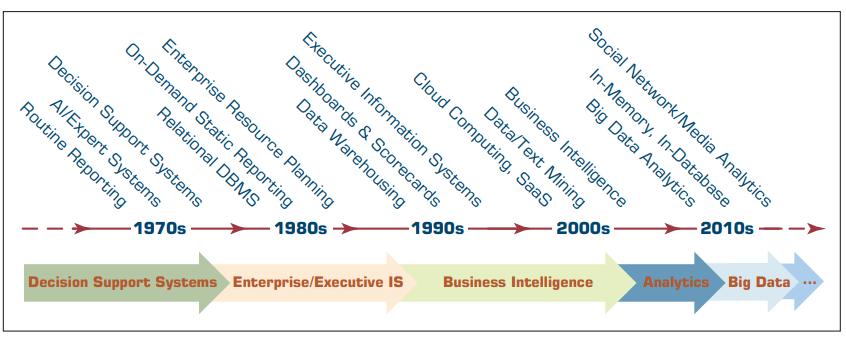 Routine Reporting
AI/Expert Systems
Decision Support Systems
Relational DBMS
On-Demand Static Reporting
Enterprise Resource Planning
Data Warehousing
Dashboards & Scorecards
Executive Information Systems
Cloud Computing, SaaS
Data/Text Mining
Business Intelligence
Big Data Analytics
In-Memory, In-Database
Social Network/Media Analytics
1970s
1980s
1990s
2000s
2010s
Decision Support Systems
Enterprise/Executive IS
Business Intelligence
Analytics
Big Data
...